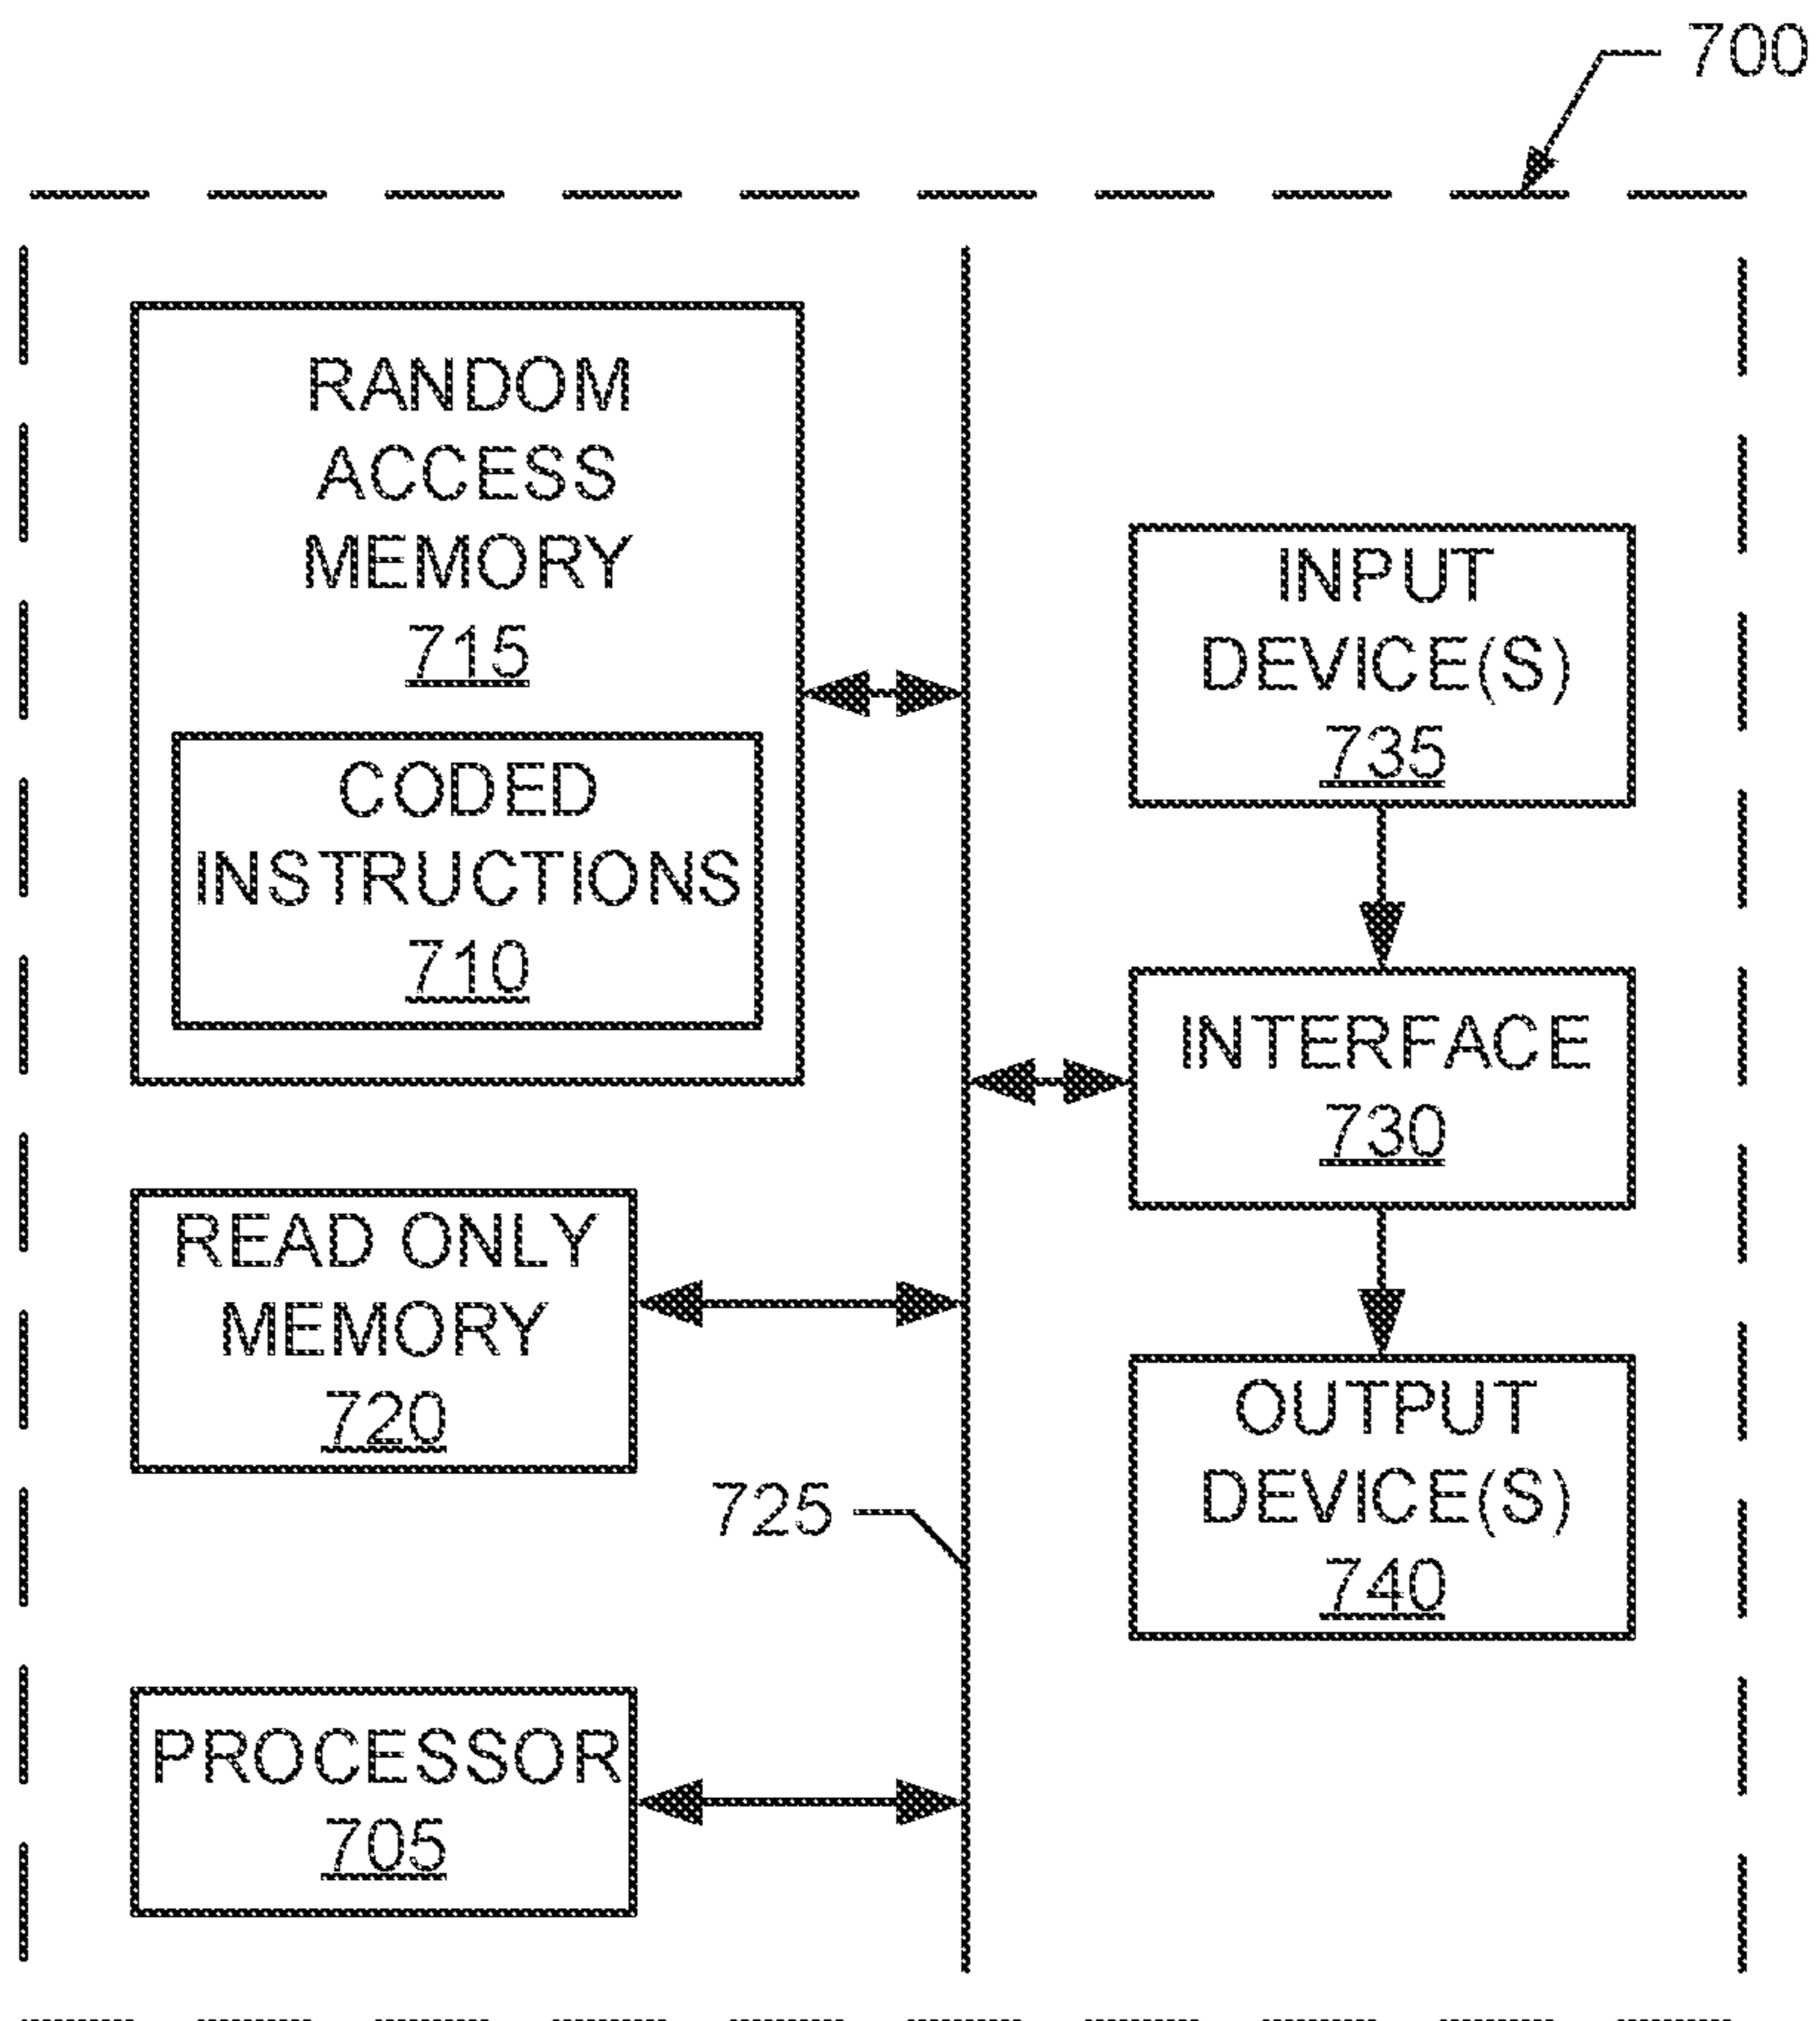 700
RANDOM
ACCESS
MEMORY
715
CODED
INSTRUCTIONS
710
READ ONLY
MEMORY
720
725
PROCESSOR
705
INPUT
DEVICE(S)
735
INTERFACE
730
OUTPUT
DEVICE(S)
740